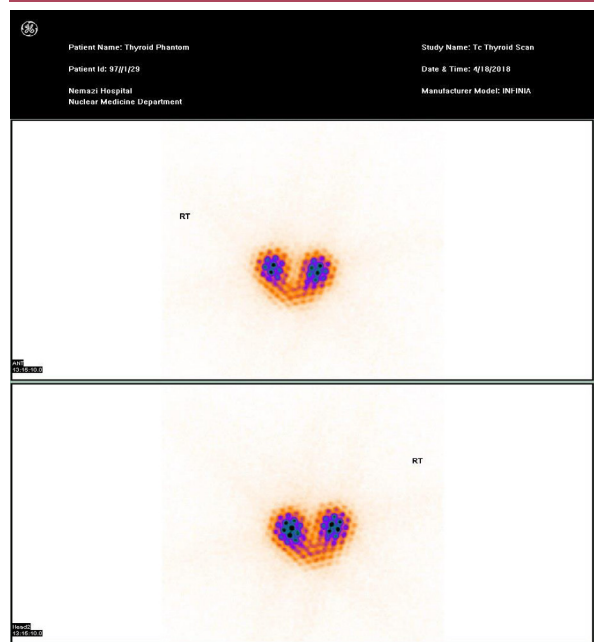 Patient Name: Thyroid Phantom
Study Name: Tc Thyroid Scan
Patient Id: 97//1/29
Date & Time: 4/18/2018
Nemazi Hospital
Manufacturer Model: INFINIA
Nuclear Medicine Department
RT
ANT
13:15:10.0
RT
Head2
13:15:10.0